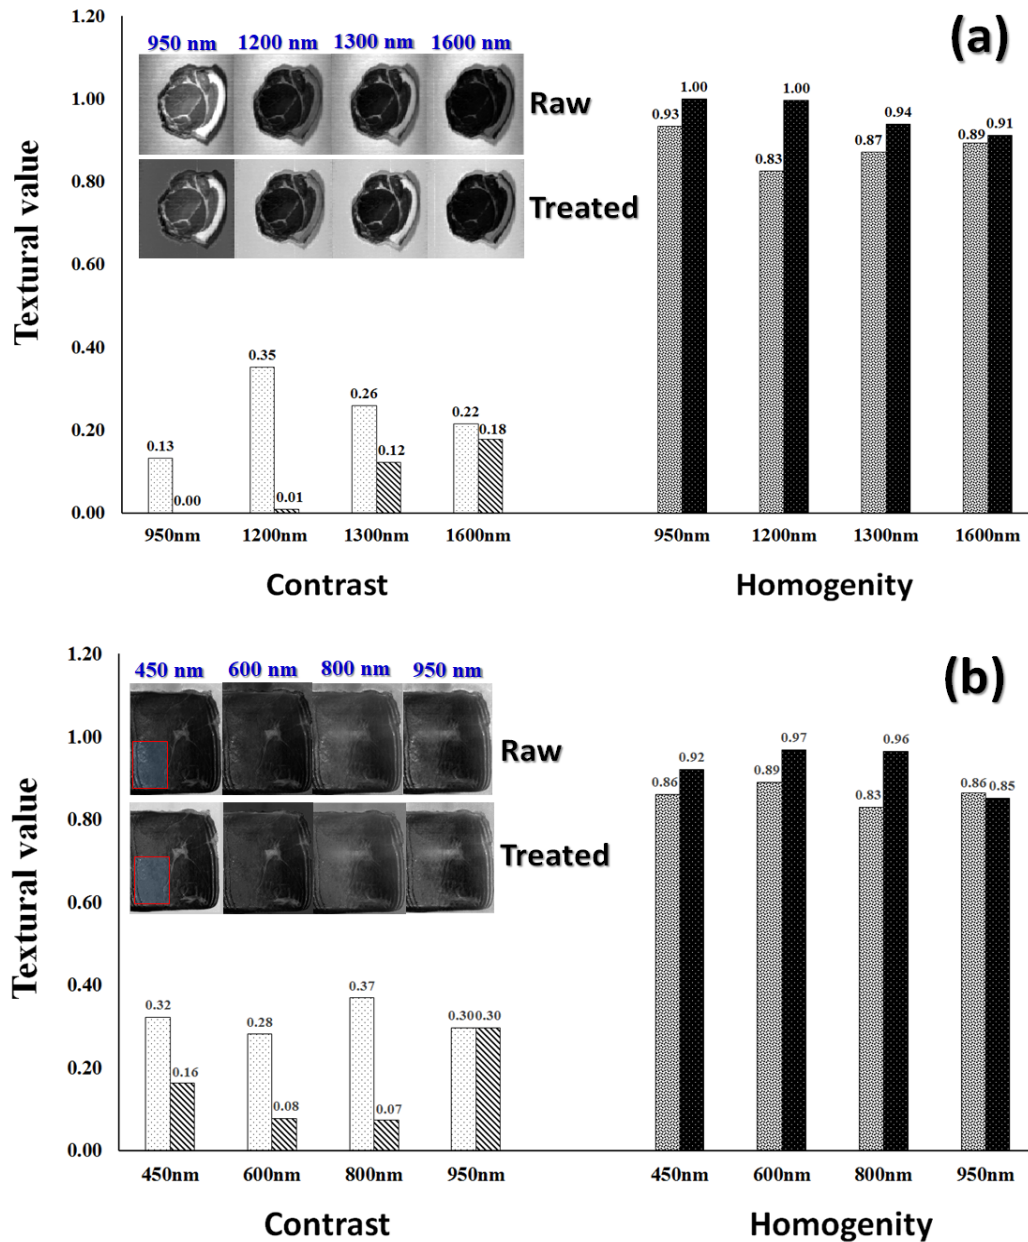 (a)
1.20
1.00
0.80
0.60
0.40
0.20
0.00
Textural value
950 nm 1200 nm 1300 nm 1600 nm
Raw
Treated
0.13 0.00 0.35 0.01 0.26 0.12 0.22 0.18
0.93 1.00 0.83 1.00 0.87 0.94 0.89 0.91
950nm 1200nm 1300nm 1600nm 950nm 1200nm 1300nm 1600nm
Contrast Homogenity
(b)
1.20
1.00
0.80
0.60
0.40
0.20
0.00
Textural value
450 nm 600 nm 800 nm 950 nm
Raw
Treated
0.32 0.16 0.28 0.08 0.37 0.07 0.30 0.30
0.86 0.92 0.89 0.97 0.83 0.96 0.86 0.85
450nm 600nm 800nm 950nm 450nm 600nm 800nm 950nm
Contrast Homogenity